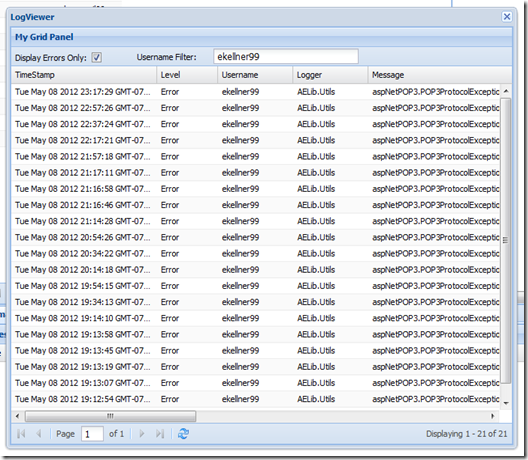 LogViewer
My Grid Panel
Display Errors Only: Username Filter: ekellner99
TimeStamp Level Username Logger Message
Tue May 08 2012 23:17:29 GMT-07... Error ekellner99 AELib.Utils aspNetPOP3.POP3ProtocolExceptic
Tue May 08 2012 22:57:26 GMT-07... Error ekellner99 AELib.Utils aspNetPOP3.POP3ProtocolExceptic
Tue May 08 2012 22:37:24 GMT-07... Error ekellner99 AELib.Utils aspNetPOP3.POP3ProtocolExceptic
Tue May 08 2012 22:17:21 GMT-07... Error ekellner99 AELib.Utils aspNetPOP3.POP3ProtocolExceptic
Tue May 08 2012 21:57:18 GMT-07... Error ekellner99 AELib.Utils aspNetPOP3.POP3ProtocolExceptic
Tue May 08 2012 21:17:11 GMT-07... Error ekellner99 AELib.Utils aspNetPOP3.POP3ProtocolExceptic
Tue May 08 2012 21:16:58 GMT-07... Error ekellner99 AELib.Utils aspNetPOP3.POP3ProtocolExceptic
Tue May 08 2012 21:16:46 GMT-07... Error ekellner99 AELib.Utils aspNetPOP3.POP3ProtocolExceptic
Tue May 08 2012 21:14:28 GMT-07... Error ekellner99 AELib.Utils aspNetPOP3.POP3ProtocolExceptic
Tue May 08 2012 20:54:26 GMT-07... Error ekellner99 AELib.Utils aspNetPOP3.POP3ProtocolExceptic
Tue May 08 2012 20:34:22 GMT-07... Error ekellner99 AELib.Utils aspNetPOP3.POP3ProtocolExceptic
Tue May 08 2012 20:14:18 GMT-07... Error ekellner99 AELib.Utils aspNetPOP3.POP3ProtocolExceptic
Tue May 08 2012 19:54:15 GMT-07... Error ekellner99 AELib.Utils aspNetPOP3.POP3ProtocolExceptic
Tue May 08 2012 19:34:13 GMT-07... Error ekellner99 AELib.Utils aspNetPOP3.POP3ProtocolExceptic
Tue May 08 2012 19:14:10 GMT-07... Error ekellner99 AELib.Utils aspNetPOP3.POP3ProtocolExceptic
Tue May 08 2012 19:13:58 GMT-07... Error ekellner99 AELib.Utils aspNetPOP3.POP3ProtocolExceptic
Tue May 08 2012 19:13:45 GMT-07... Error ekellner99 AELib.Utils aspNetPOP3.POP3ProtocolExceptic
Tue May 08 2012 19:13:19 GMT-07... Error ekellner99 AELib.Utils aspNetPOP3.POP3ProtocolExceptic
Tue May 08 2012 19:13:07 GMT-07... Error ekellner99 AELib.Utils aspNetPOP3.POP3ProtocolExceptic
Tue May 08 2012 19:12:54 GMT-07... Error ekellner99 AELib.Utils aspNetPOP3.POP3ProtocolExceptic
Page 1 of 1 Displaying 1 - 21 of 21